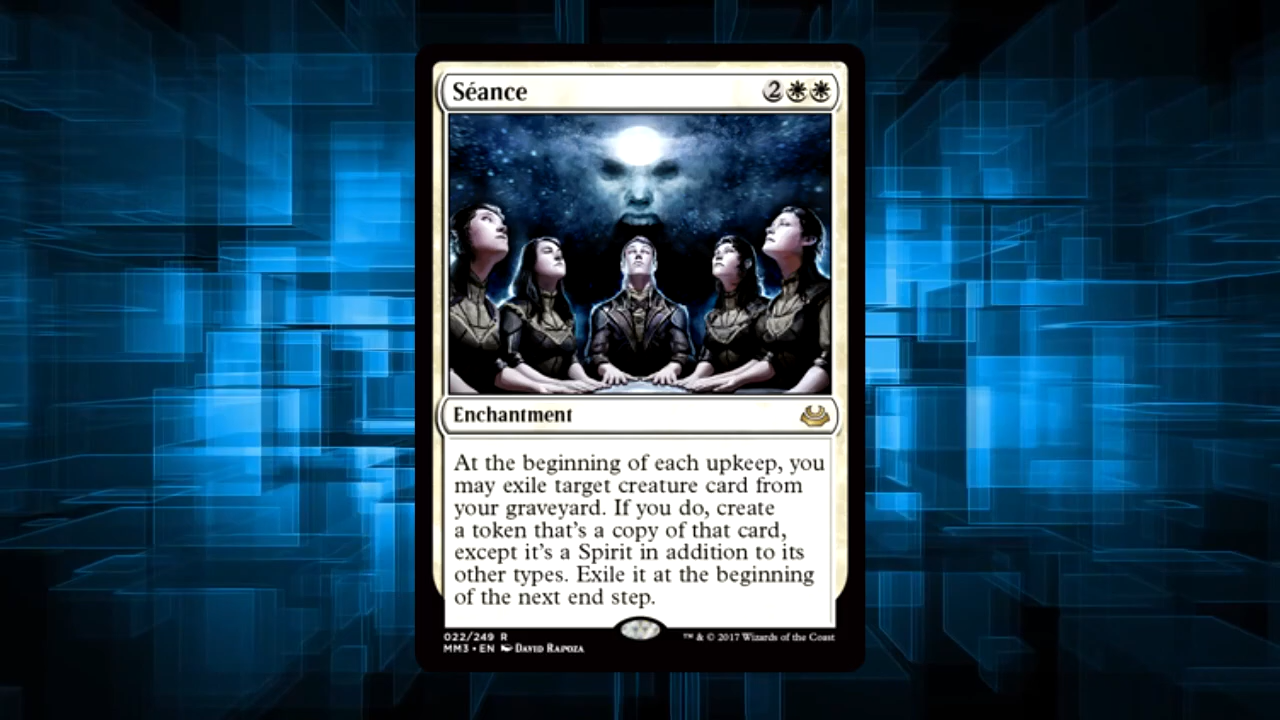 Séance 2
Enchantment
At the beginning of each upkeep, you
may exile target creature card from
your graveyard. If you do, create
a token that's a copy of that card,
except it's a Spirit in addition to its
other types. Exile it at the beginning
of the next end step.
022/249 R ™ & © 2017 Wizards of the Coast
MM3 • EN David Rapoza